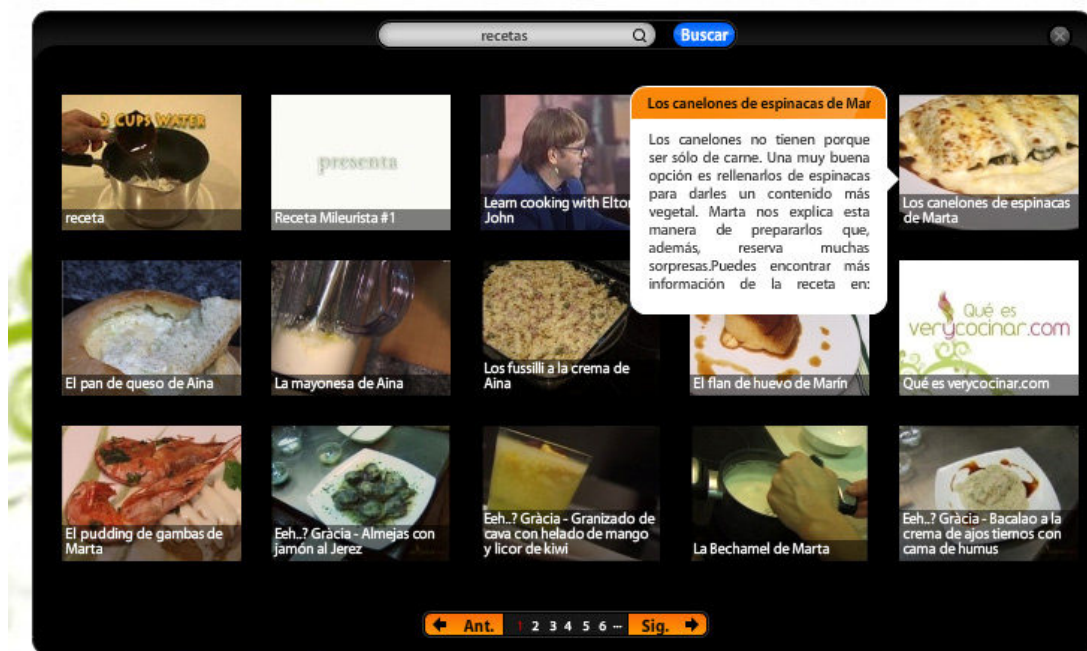 recetas
Buscar
2 CUPS WATER
receta
presenta
Receta Mileurista #1
Learn cooking with Elto
John
Los canelones de espinacas de Mar
Los canelones no tienen porque
ser sólo de carne. Una muy buena
opción es rellenarlos de espinacas
para darles un contenido más
vegetal. Marta nos explica esta
manera de prepararlos que,
además, reserva muchas
sorpresas.Puedes encontrar más
información de la receta en:
Los canelones de espinacas
de Marta
El pan de queso de Aina
La mayonesa de Aina
Los fussilli a la crema de
Aina
El flan de huevo de Marín
Qué es
verycocinar.com
Qué es verycocinar.com
El pudding de gambas de
Marta
Eeh..? Gràcia - Almejas con
jamón al Jerez
Eeh..? Gràcia - Granizado de
cava con helado de mango
y licor de kiwi
La Bechamel de Marta
Eeh..? Gràcia - Bacalao a la
crema de ajos tiernos con
cama de humus
Ant. 1 2 3 4 5 6 ... Sig.